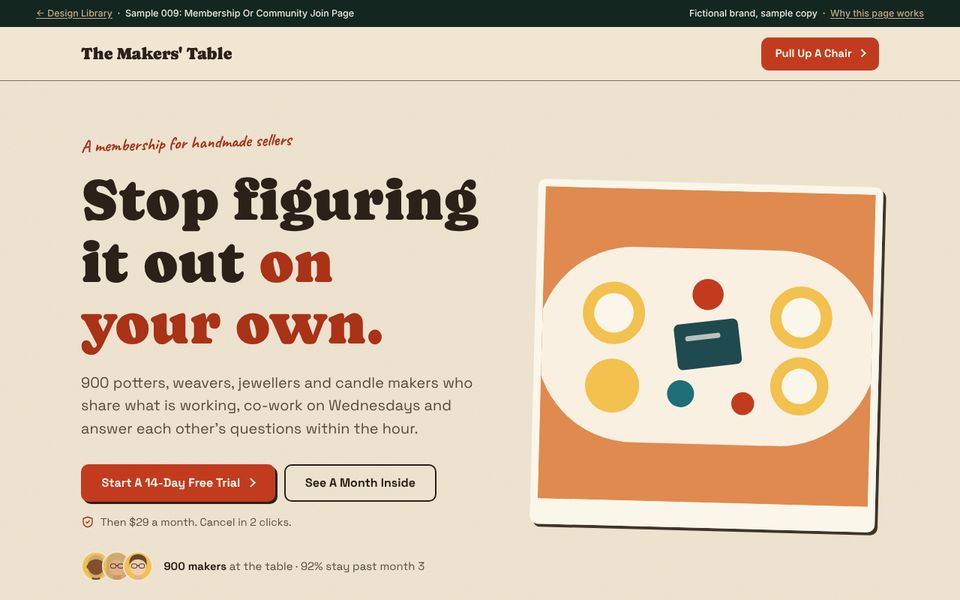 ← Design Library · Sample 009: Membership Or Community Join Page
Fictional brand, sample copy · Why this page works
The Makers' Table
Pull Up A Chair
A membership for handmade sellers
Stop figuring
it out on
your own.
900 potters, weavers, jewellers and candle makers who
share what is working, co-work on Wednesdays and
answer each other's questions within the hour.
Start A 14-Day Free Trial
See A Month Inside
Then $29 a month. Cancel in 2 clicks.
900 makers at the table · 92% stay past month 3